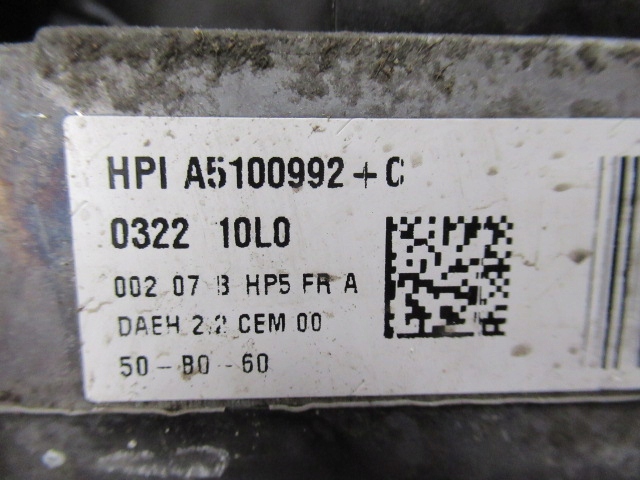 HPI A5100992+C
0322 10L0
002 07 B HP5 FR A
DAEH 2.2 CEM 00
50-B0-60